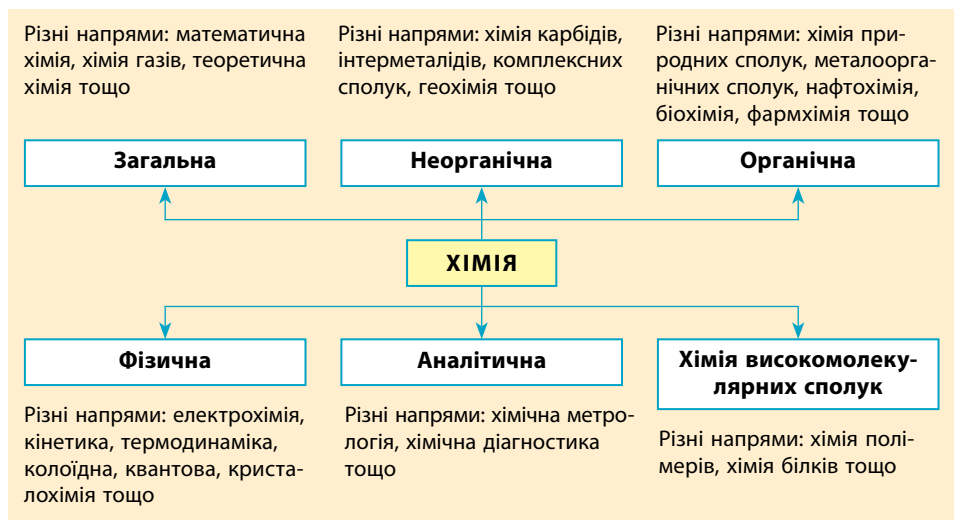 Різні напрями: математична
хімія, хімія газів, теоретична
хімія тощо
Різні напрями: хімія карбідів,
інтерметалідів, комплексних
сполук, геохімія тощо
Різні напрями: хімія при-
родних сполук, металоорга-
нічних сполук, нафтохімія,
біохімія, фармхімія тощо
Загальна
Неорганічна
Органічна
ХІМІЯ
Фізична
Аналітична
Хімія високомолеку-
лярних сполук
Різні напрями: електрохімія,
кінетика, термодинаміка,
колоїдна, квантова, криста-
лохімія тощо
Різні напрями: хімічна метро-
логія, хімічна діагностика
тощо
Різні напрями: хімія полі-
мерів, хімія білків тощо